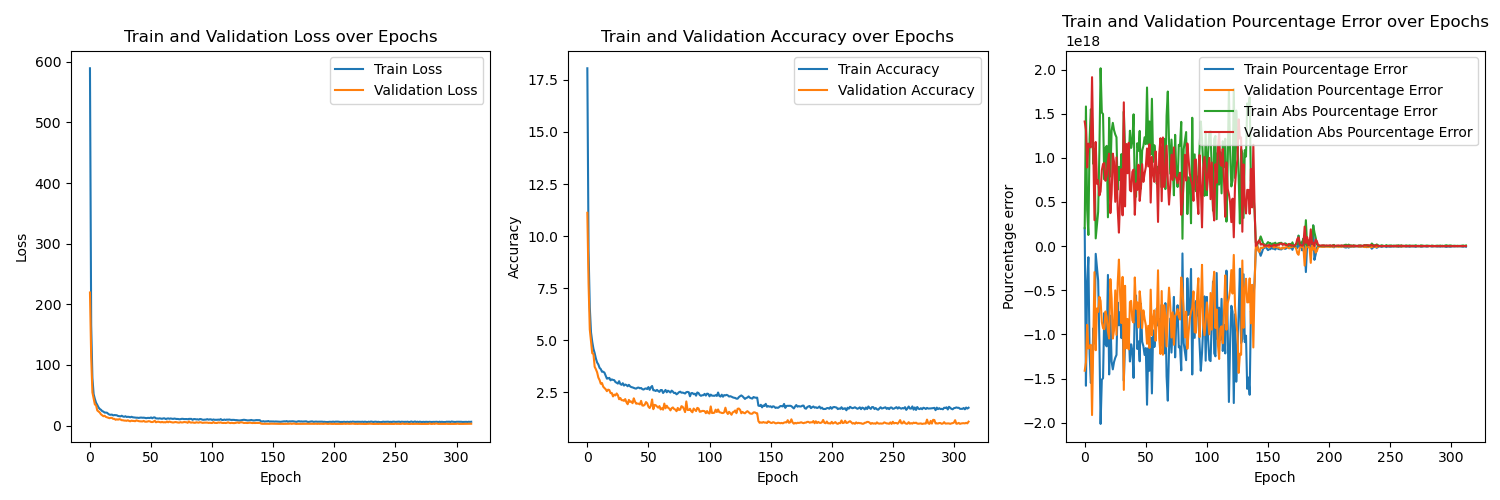 Train and Validation Loss over Epochs
600
500
400
300
200
100
0
Loss
0 50 100 150 200 250 300
Epoch
Train Loss
Validation Loss
Train and Validation Accuracy over Epochs
17.5
15.0
12.5
10.0
7.5
5.0
2.5
Accuracy
0 50 100 150 200 250 300
Epoch
Train Accuracy
Validation Accuracy
Train and Validation Pourcentage Error over Epochs
1e18
2.0
1.5
1.0
0.5
0.0
−0.5
−1.0
−1.5
−2.0
Pourcentage error
0 50 100 150 200 250 300
Epoch
Train Pourcentage Error
Validation Pourcentage Error
Train Abs Pourcentage Error
Validation Abs Pourcentage Error